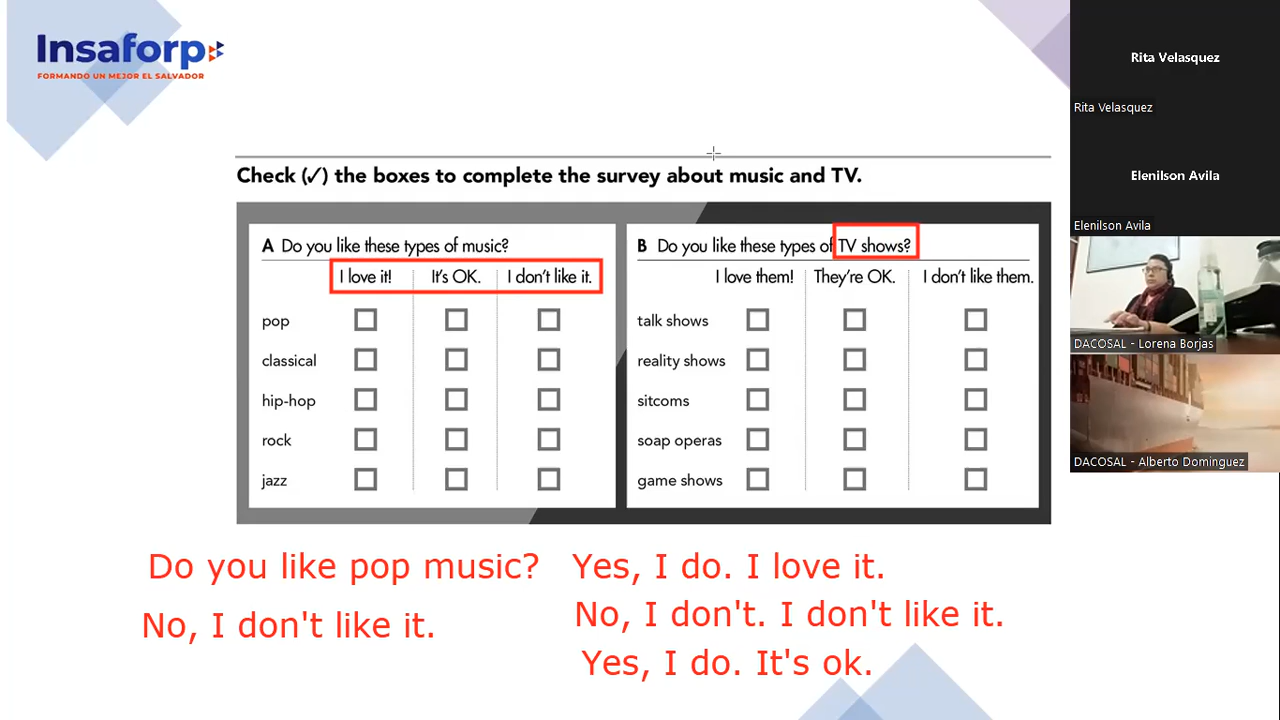 Insaforp
FORMANDO UN MEJOR EL SALVADOR
Check (✓) the boxes to complete the survey about music and TV.
A Do you like these types of music?
I love it! It's OK. I don't like it.
pop
classical
hip-hop
rock
jazz
B Do you like these types of TV shows?
I love them! They're OK. I don't like them.
talk shows
reality shows
sitcoms
soap operas
game shows
Do you like pop music? Yes, I do. I love it.
No, I don't like it. No, I don't. I don't like it.
Yes, I do. It's ok.
Rita Velasquez
Rita Velasquez
Elenilson Avila
Elenilson Avila
DACOSAL - Lorena Borjas
DACOSAL - Alberto Dominguez